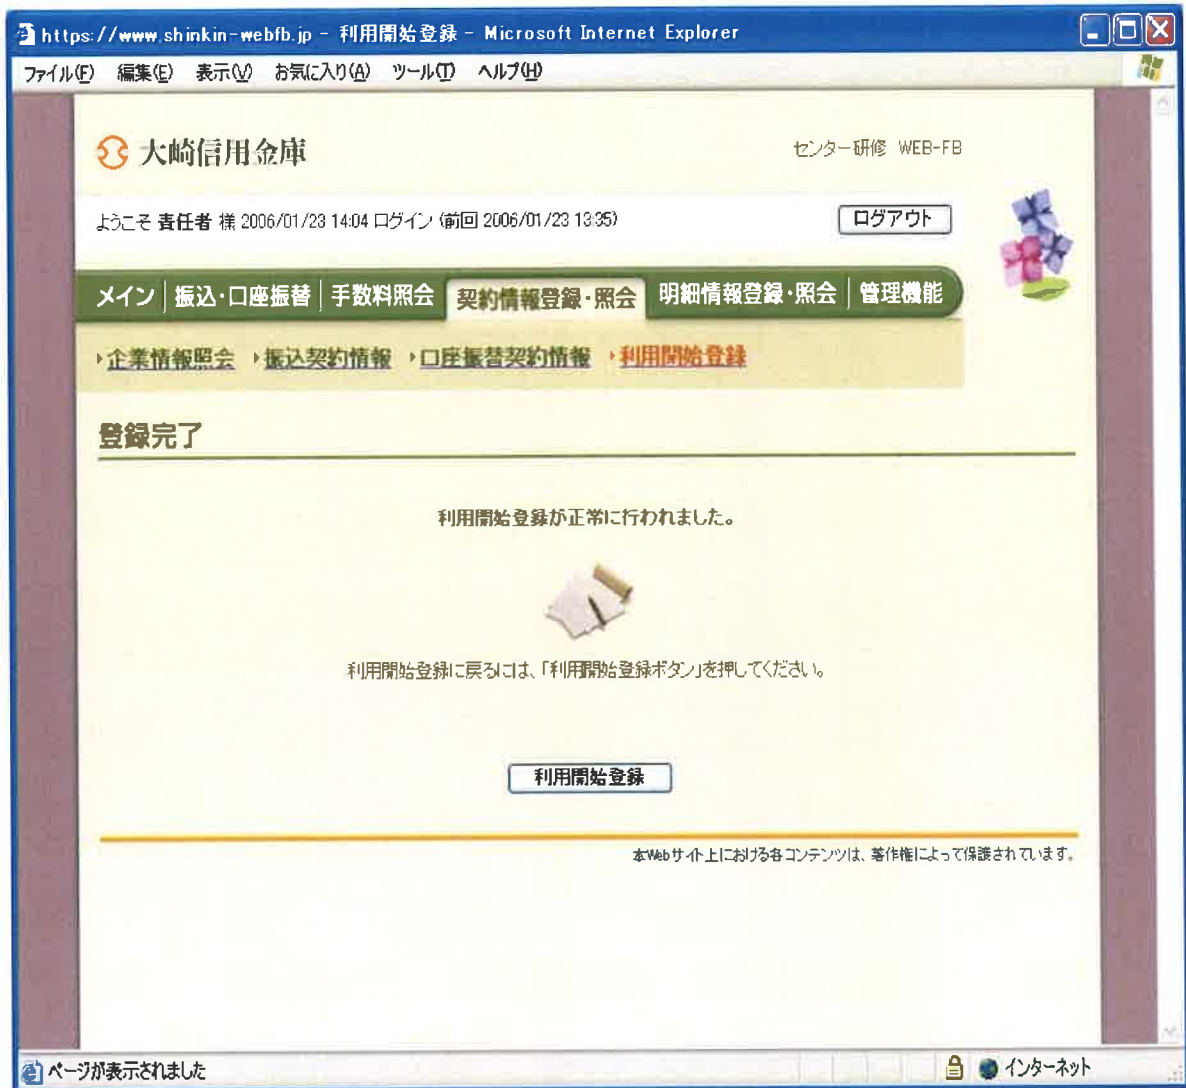 https://www.shinkin-webfb.jp - 利用開始登録 - Microsoft Internet Explorer
ファイル(F) 編集(E) 表示(V) お気に入り(A) ツール(T) ヘルプ(H)
大崎信用金庫
センター研修 WEB-FB
ようこそ 責任者 様 2006/01/23 14:04 ログイン (前回 2006/01/23 13:35)
ログアウト
メイン 振込・口座振替 手数料照会 契約情報登録・照会 明細情報登録・照会 管理機能
企業情報照会 振込契約情報 口座振替契約情報 利用開始登録
登録完了
利用開始登録が正常に行われました。
利用開始登録に戻るには、「利用開始登録ボタン」を押してください。
利用開始登録
本Webサイト上における各コンテンツは、著作権によって保護されています。
ページが表示されました インターネット